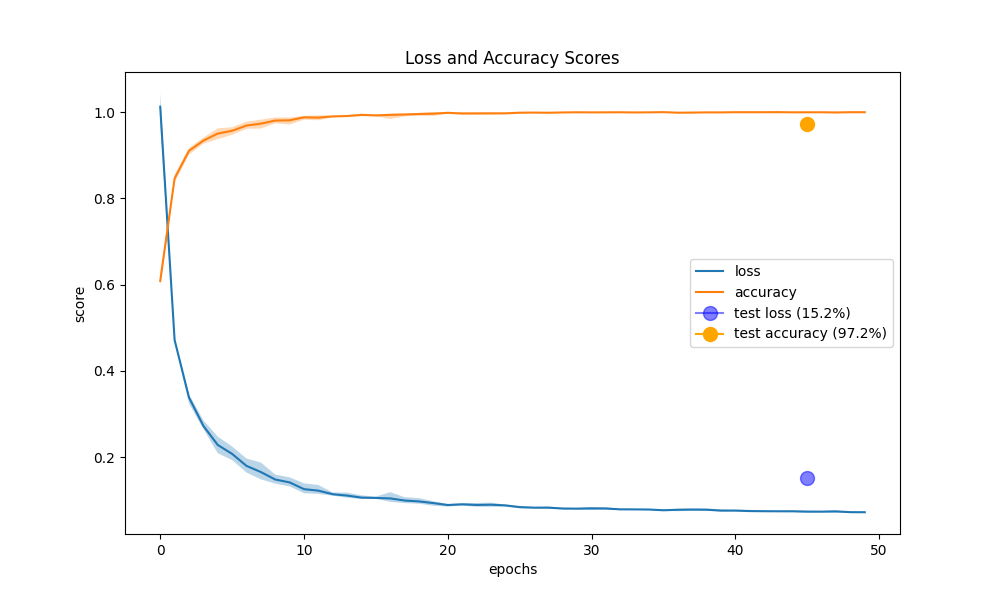 Loss and Accuracy Scores
score
1.0
0.8
0.6
0.4
0.2
loss
accuracy
test loss (15.2%)
test accuracy (97.2%)
0 10 20 30 40 50
epochs